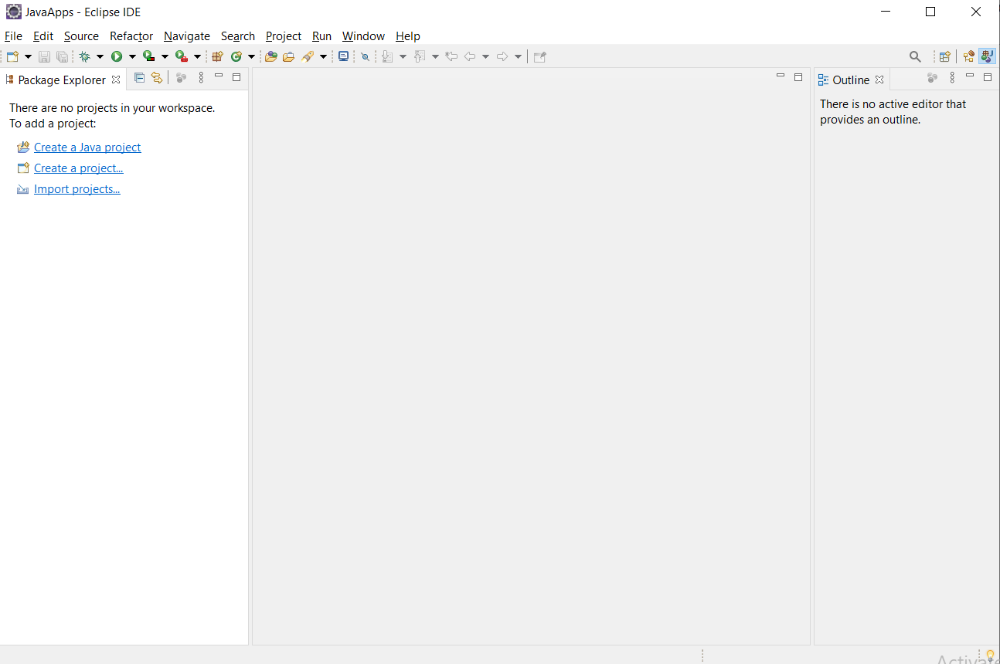 JavaApps - Eclipse IDE
File Edit Source Refactor Navigate Search Project Run Window Help
Package Explorer
Outline
There are no projects in your workspace.
To add a project:
Create a Java project
Create a project...
Import projects...
There is no active editor that
provides an outline.